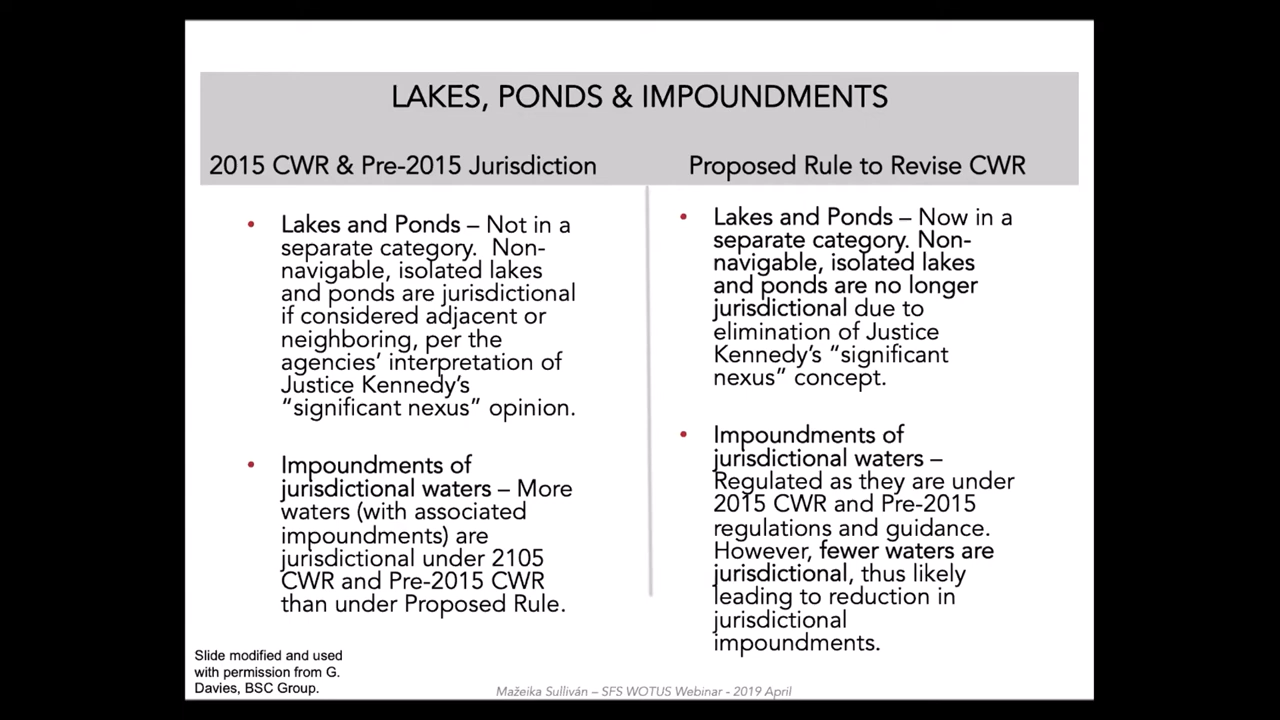 LAKES, PONDS & IMPOUNDMENTS
2015 CWR & Pre-2015 Jurisdiction
• Lakes and Ponds – Not in a
separate category. Non-
navigable, isolated lakes
and ponds are jurisdictional
if considered adjacent or
neighboring, per the
agencies’ interpretation of
Justice Kennedy’s
“significant nexus” opinion.
• Impoundments of
jurisdictional waters – More
waters (with associated
impoundments) are
jurisdictional under 2105
CWR and Pre-2015 CWR
than under Proposed Rule.
Proposed Rule to Revise CWR
• Lakes and Ponds – Now in a
separate category. Non-
navigable, isolated lakes
and ponds are no longer
jurisdictional due to
elimination of Justice
Kennedy’s “significant
nexus” concept.
• Impoundments of
jurisdictional waters –
Regulated as they are under
2015 CWR and Pre-2015
regulations and guidance.
However, fewer waters are
jurisdictional, thus likely
leading to reduction in
jurisdictional
impoundments.
Slide modified and used
with permission from G.
Davies, BSC Group.
Mažeika Sulliván – SFS WOTUS Webinar - 2019 April